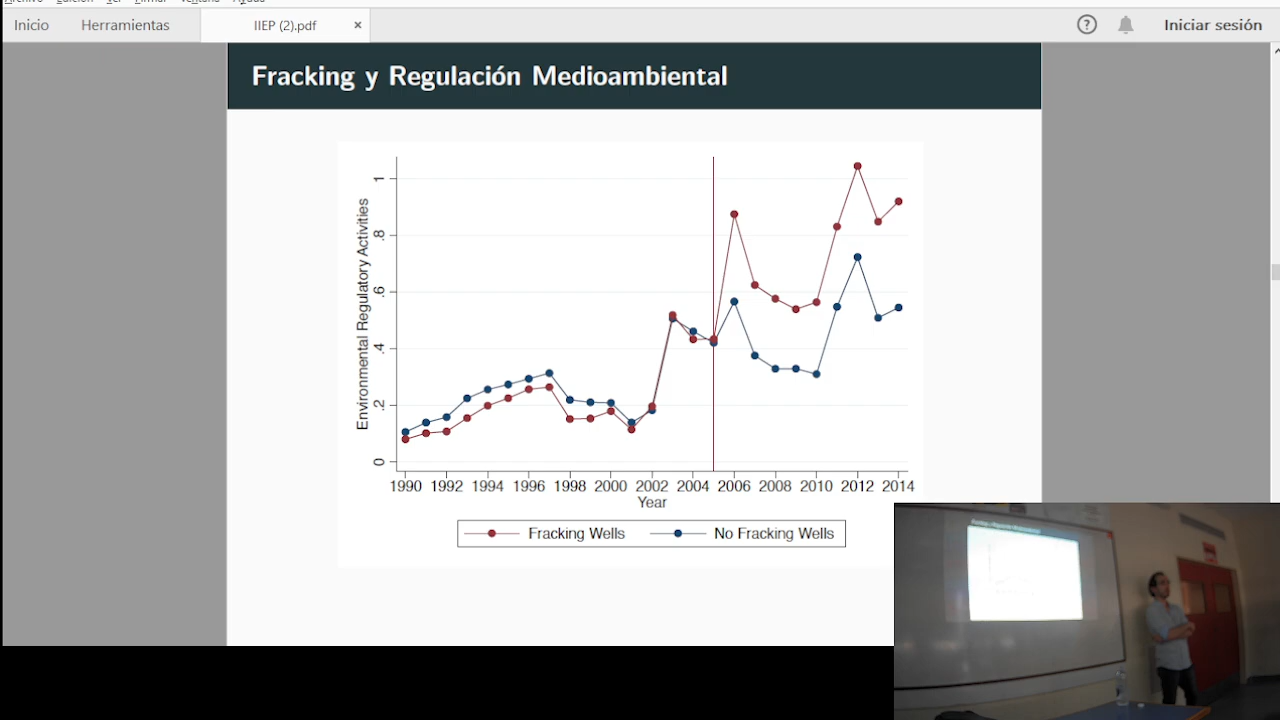 Inicio Herramientas IIEP (2).pdf × ? Iniciar sesión
Fracking y Regulación Medioambiental
Environmental Regulatory Activities
1
.8
.6
.4
.2
0
1990 1992 1994 1996 1998 2000 2002 2004 2006 2008 2010 2012 2014
Year
Fracking Wells No Fracking Wells